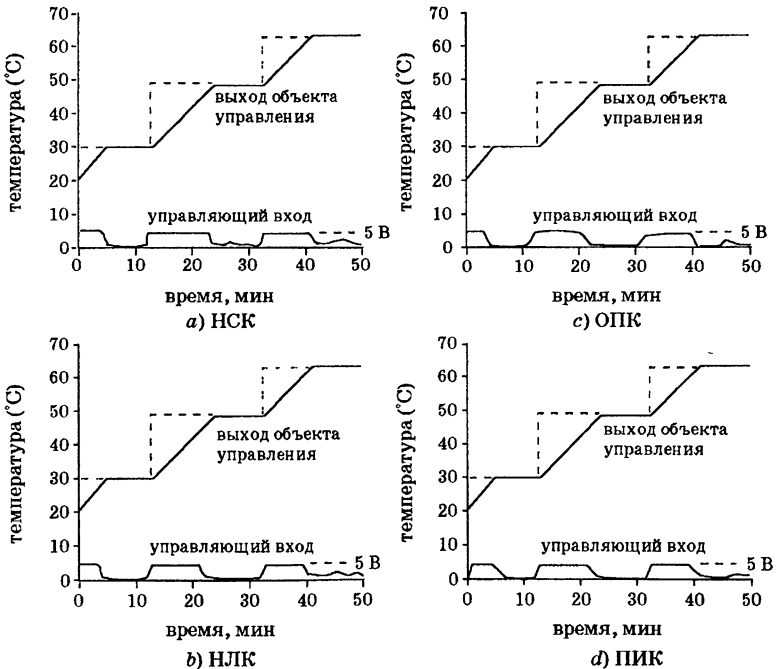 70
60
50
40
30
20
10
0
температура (°C)
выход объекта
управления
управляющий вход
5 В
0 10 20 30 40 50
время, мин
a) НСК
70
60
50
40
30
20
10
0
температура (°C)
выход объекта
управления
управляющий вход
5 В
0 10 20 30 40 50
время, мин
c) ОПК
70
60
50
40
30
20
10
0
температура (°C)
выход объекта
управления
управляющий вход
5 В
0 10 20 30 40 50
время, мин
b) НЛК
70
60
50
40
30
20
10
0
температура (°C)
выход объекта
управления
управляющий вход
5 В
0 10 20 30 40 50
время, мин
d) ПИК